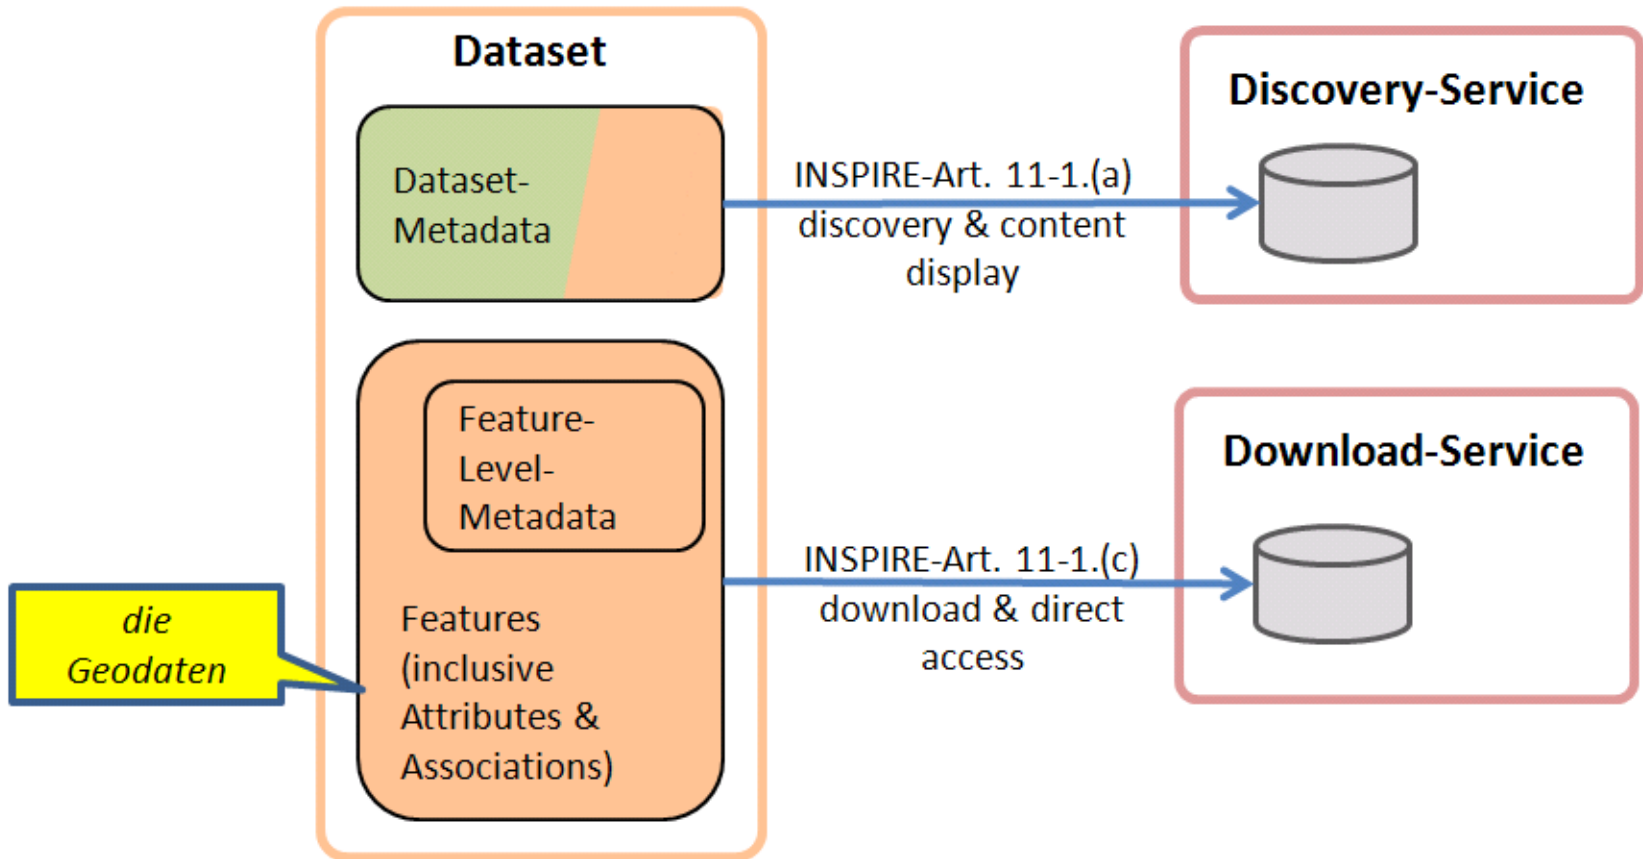 Dataset
Dataset-
Metadata
INSPIRE-Art. 11-1.(a)
discovery & content
display
Discovery-Service
Feature-
Level-
Metadata
Features
(inclusive
Attributes &
Associations)
die
Geodaten
INSPIRE-Art. 11-1.(c)
download & direct
access
Download-Service